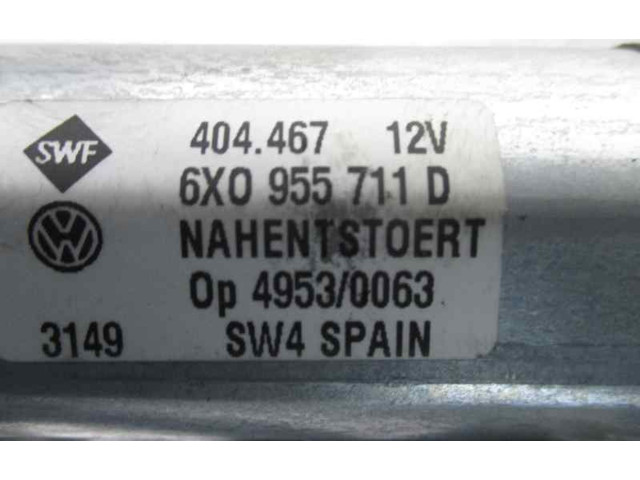 SWF 404.467 12V
6X0 955 711 D
NAHENTSTOERT
Op 4953/0063
3149 SW4 SPAIN